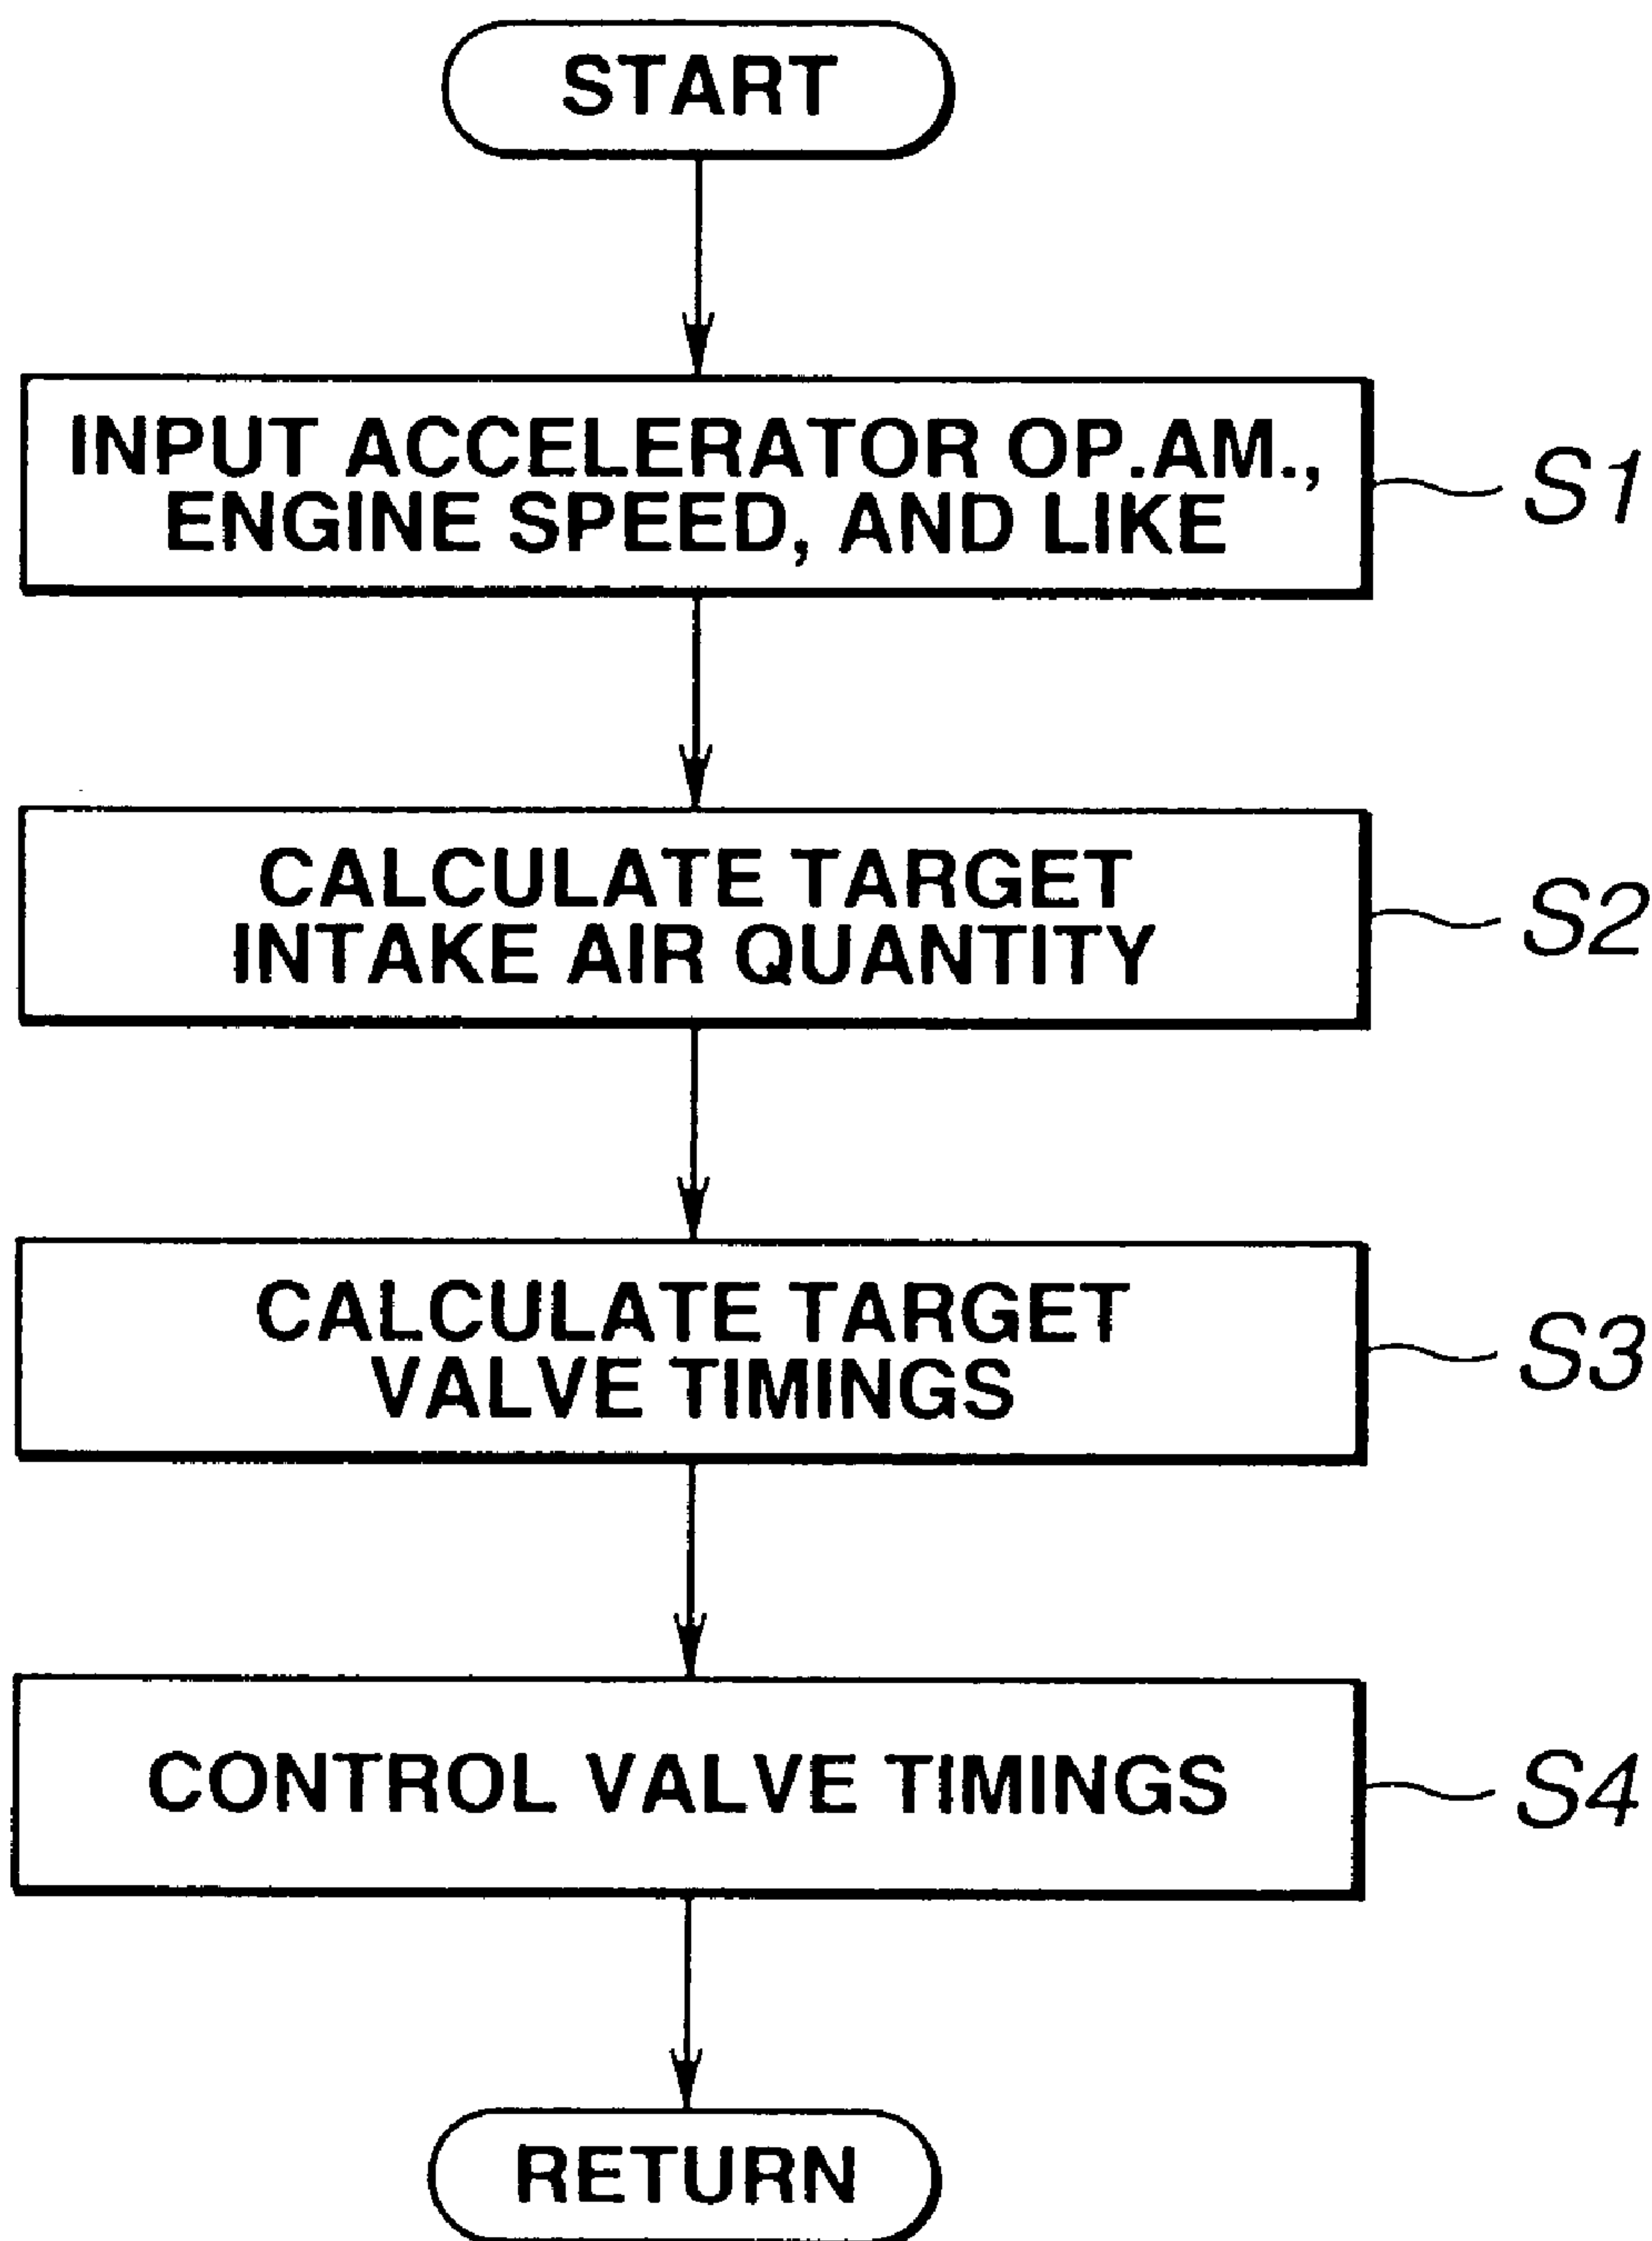 START
INPUT ACCELERATOR OP.AM.,
ENGINE SPEED, AND LIKE
S1
CALCULATE TARGET
INTAKE AIR QUANTITY
S2
CALCULATE TARGET
VALVE TIMINGS
S3
CONTROL VALVE TIMINGS
S4
RETURN